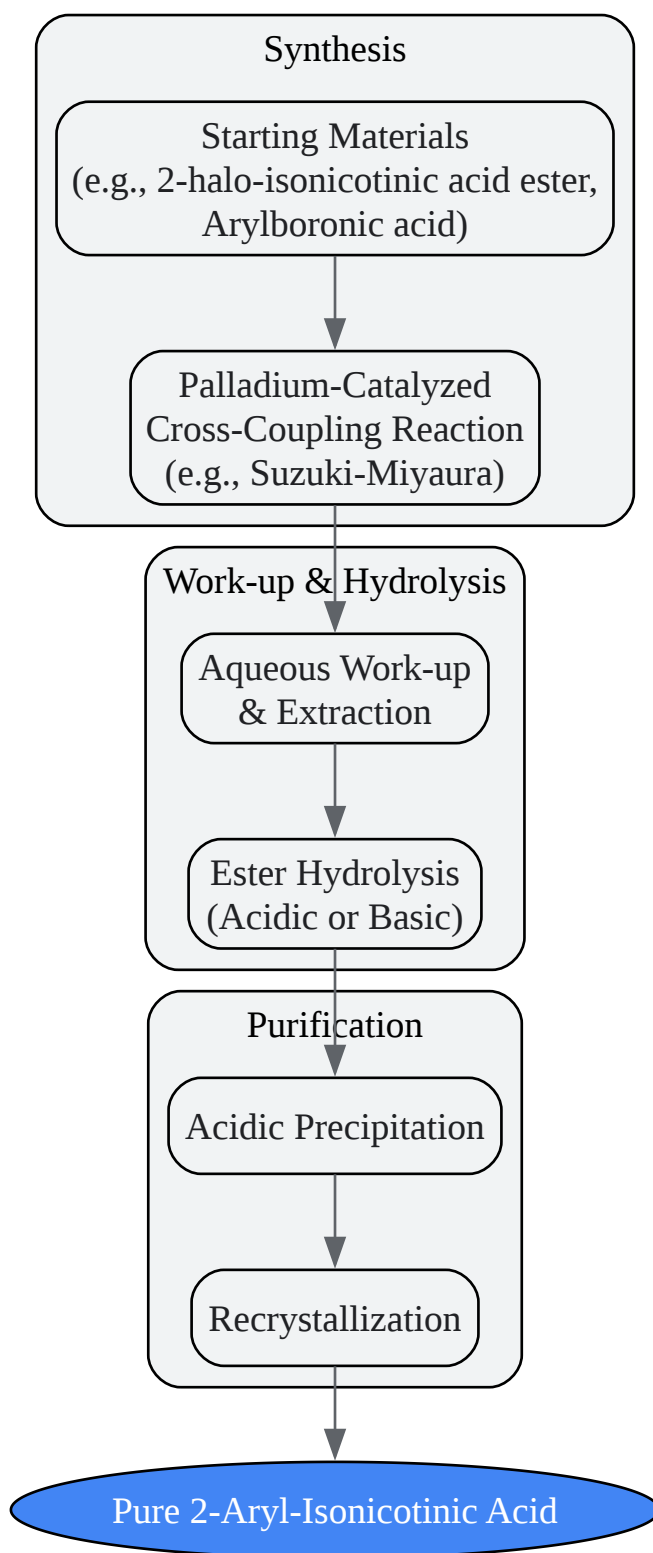 Synthesis
Starting Materials
(e.g., 2-halo-isonicotinic acid ester,
Arylboronic acid)
Palladium-Catalyzed
Cross-Coupling Reaction
(e.g., Suzuki-Miyaura)
Work-up & Hydrolysis
Aqueous Work-up
& Extraction
Ester Hydrolysis
(Acidic or Basic)
Purification
Acidic Precipitation
Recrystallization
Pure 2-Aryl-Isonicotinic Acid